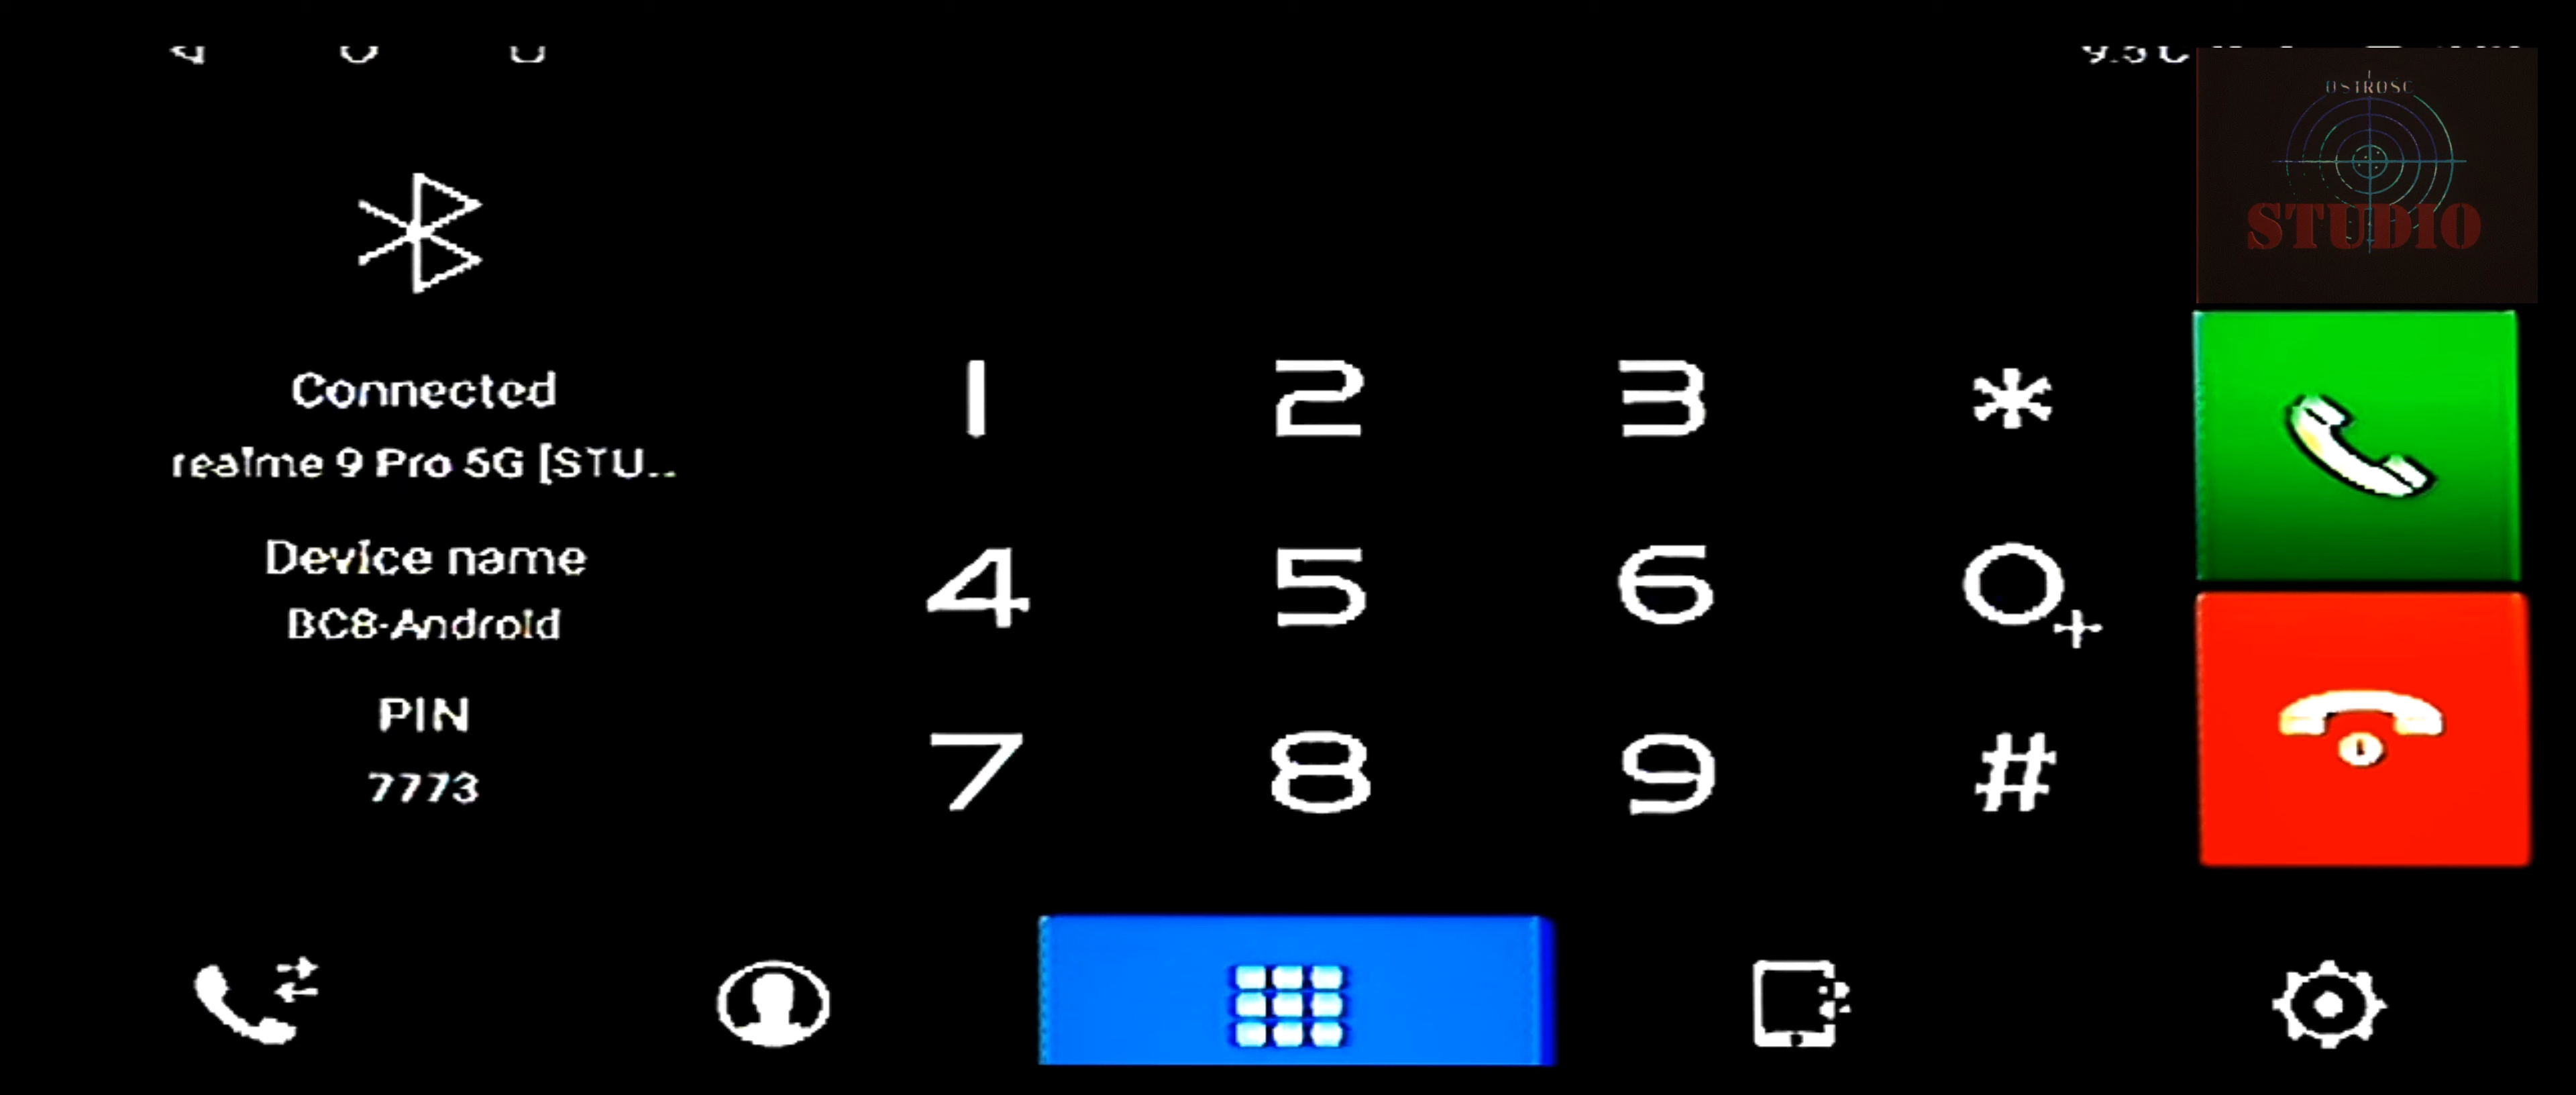 OSTROŚĆ
STUDIO
Connected
realme 9 Pro 5G [STU...
Device name
BC8-Android
PIN
7773
1 2 3 *
4 5 6 0+
7 8 9 #